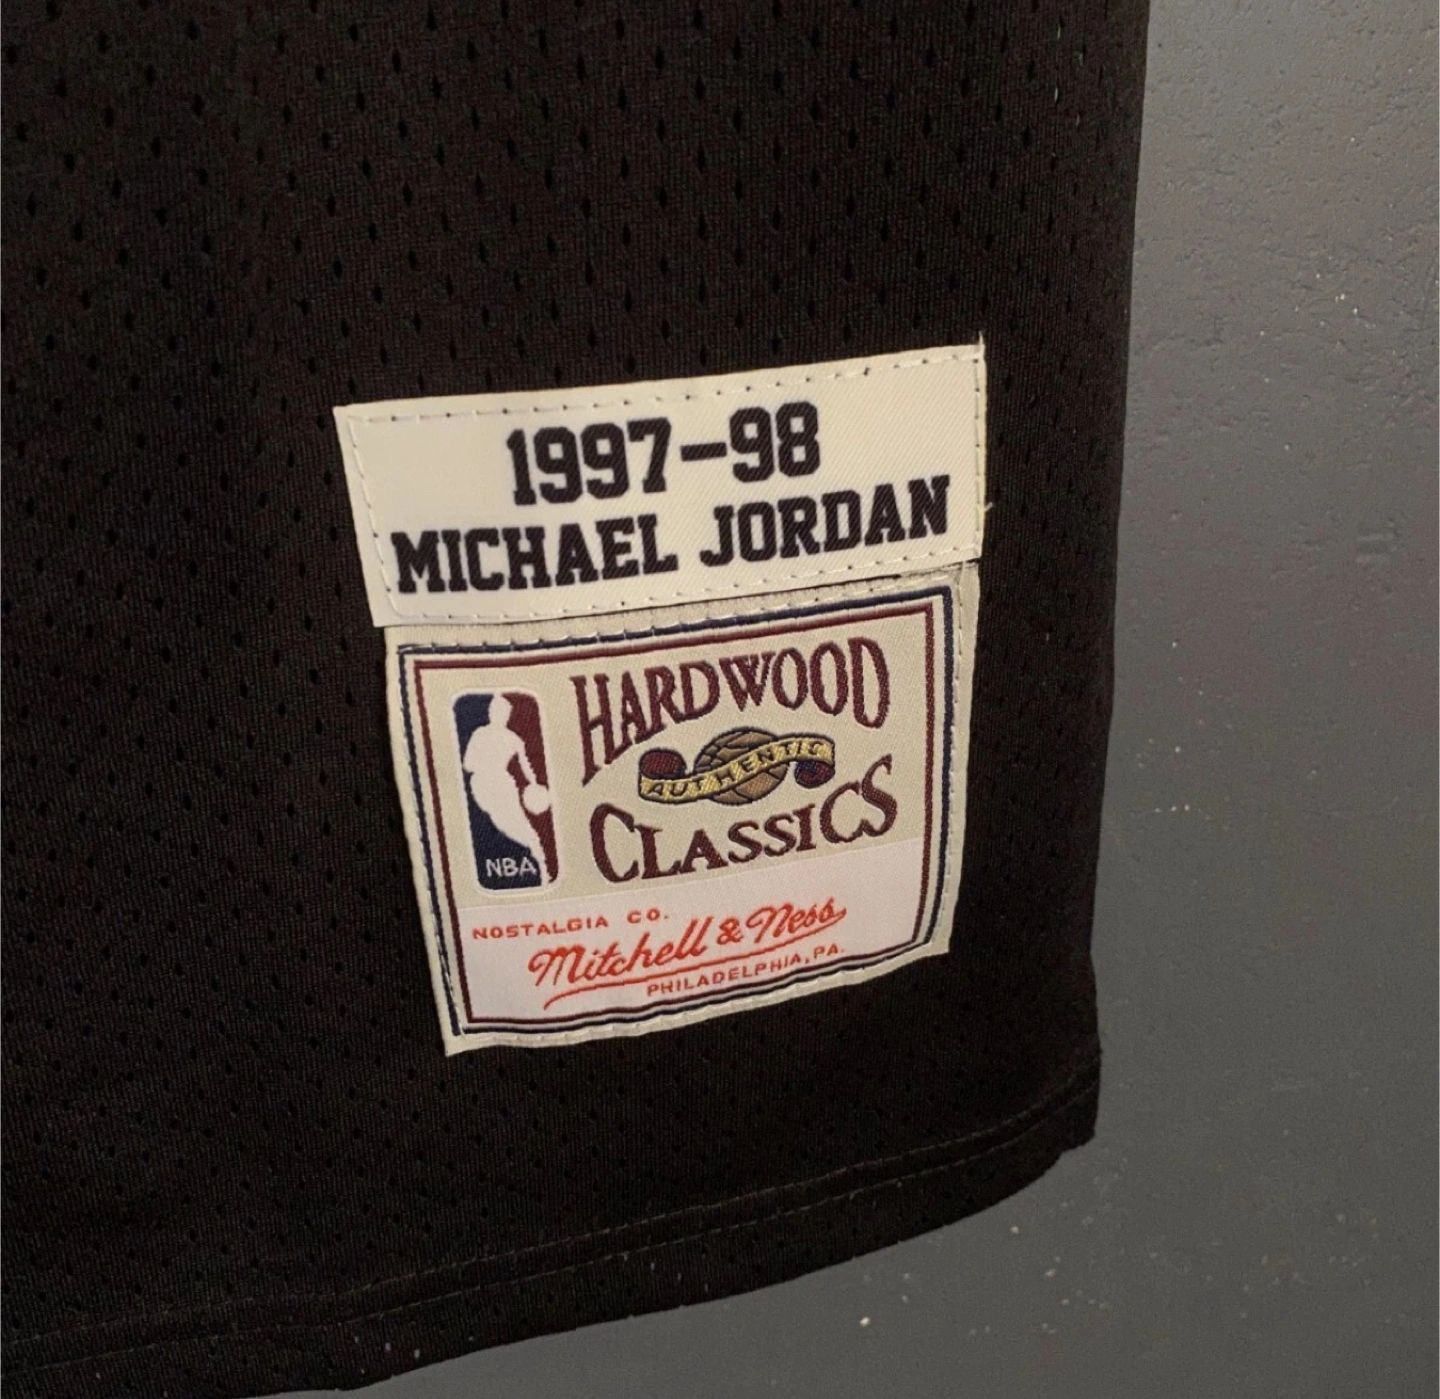 1997-98
MICHAEL JORDAN
HARDWOOD
AUTHENTIC
CLASSICS
NBA
NOSTALGIA CO.
Mitchell & Ness
PHILADELPHIA, PA.